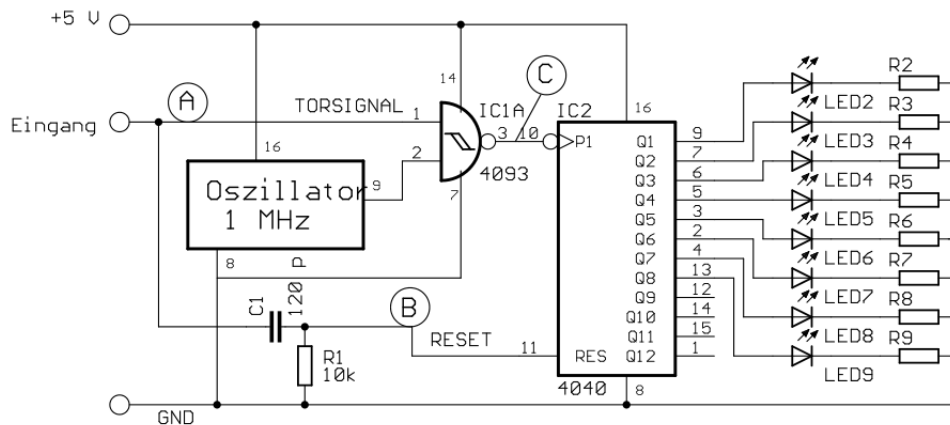 +5 V
14
16
A
TORSIGNAL
C
IC1A
IC2
Eingang
1
3
10
P1
Q1
9
LED2
R2
2
4093
Q2
7
LED3
R3
16
Q3
6
LED4
R4
Oszillator
9
7
Q4
5
LED5
R5
1 MHz
Q5
3
LED6
R6
8
Q6
2
LED7
R7
C1
120 p
Q7
4
LED8
R8
B
Q8
13
LED9
R9
Q9
12
Q10
14
RESET
Q11
15
R1
10k
11
RES
Q12
1
4040
8
GND